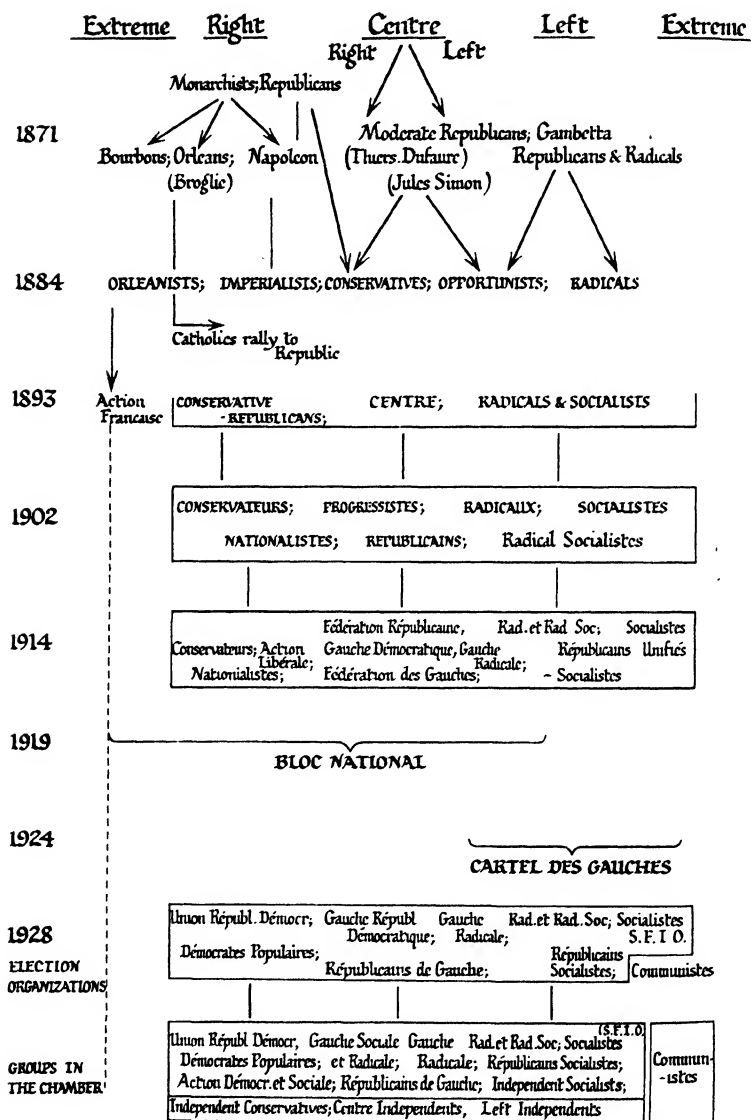 Extreme Right Centre Left Extreme
Right Left
Monarchists; Republicans
1871 Moderate Republicans; Gambetta
Bourbons; Orleans; Napoleon (Thiers. Dufaure) Republicans & Radicals
(Broglie) (Jules Simon)
1884 ORLEANISTS; IMPERIALISTS; CONSERVATIVES; OPPORTUNISTS; RADICALS
Catholics rally to
Republic
1893 Action CONSERVATIVE CENTRE; RADICALS & SOCIALISTS
Francaise - REPUBLICANS;
1902 CONSERVATEURS; PROGRESSISTES; RADICAUX; SOCIALISTES
NATIONALISTES; REPUBLICAINS; Radical Socialistes
Fédération Républicaine, Rad. et Rad Soc; Socialistes
1914 Conservateurs; Action Gauche Démocratique, Gauche Républicains Unifiés
Libérale; Radicale;
Nationialistes; Fédération des Gauches; - Socialistes
1919
BLOC NATIONAL
1924
CARTEL DES GAUCHES
Union Républ. Démocr; Gauche Républ Gauche Rad. et Rad. Soc; Socialistes
1928 Démocratique; Radicale; S. F. I O.
ELECTION Démocrates Populaires; Républicains
ORGANIZATIONS Républicains de Gauche; Socialistes; Communistes
(S.F.I.O.)
Union Républ Démocr, Gauche Sociale Gauche Rad. et Rad. Soc; Socialistes
GROUPS IN Démocrates Populaires; et Radicale; Radicale; Républicains Socialistes; Commun-
THE CHAMBER Action Démocr. et Sociale; Républicains de Gauche; Independent Socialists; -istes
Independent Conservatives; Centre Independents, Left Independents